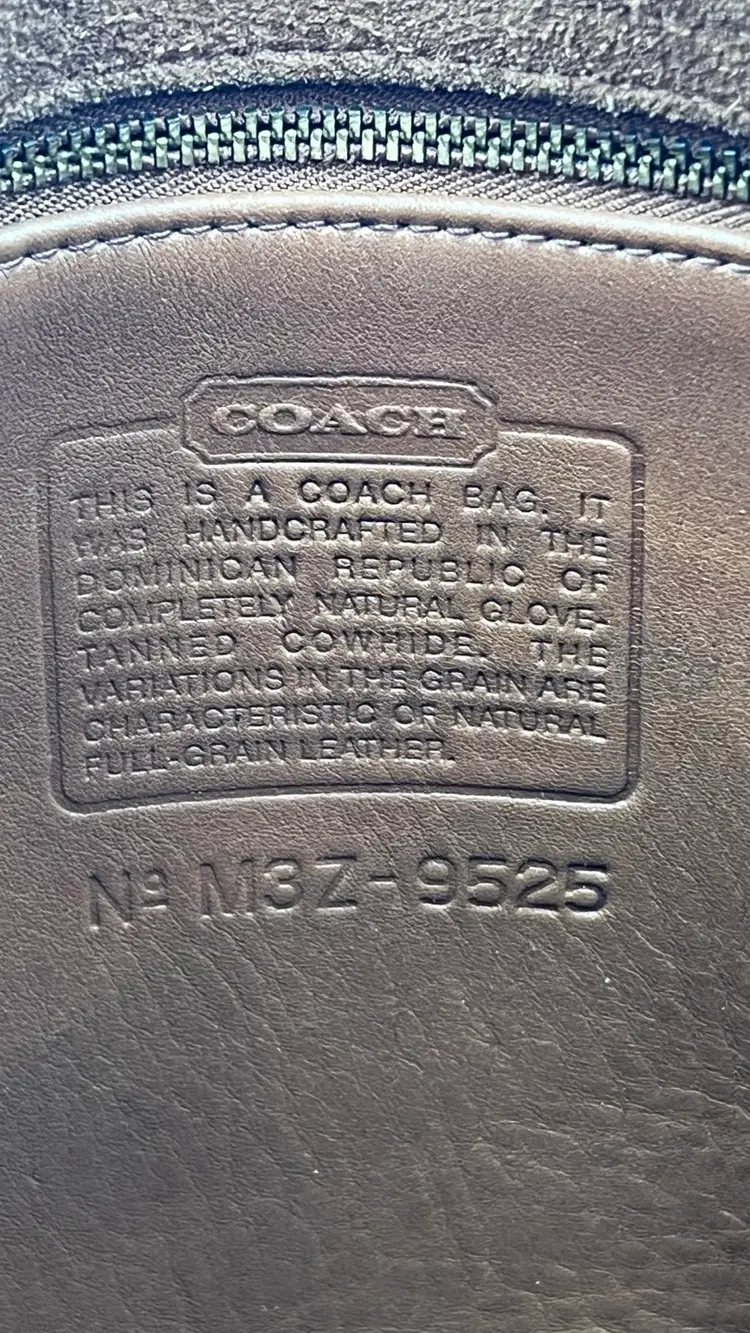 COACH
THIS IS A COACH BAG. IT
WAS HANDCRAFTED IN THE
DOMINICAN REPUBLIC OF
COMPLETELY NATURAL GLOVE-
TANNED COWHIDE. THE
VARIATIONS IN THE GRAIN ARE
CHARACTERISTIC OF NATURAL
FULL-GRAIN LEATHER.
Nº M3Z-9525